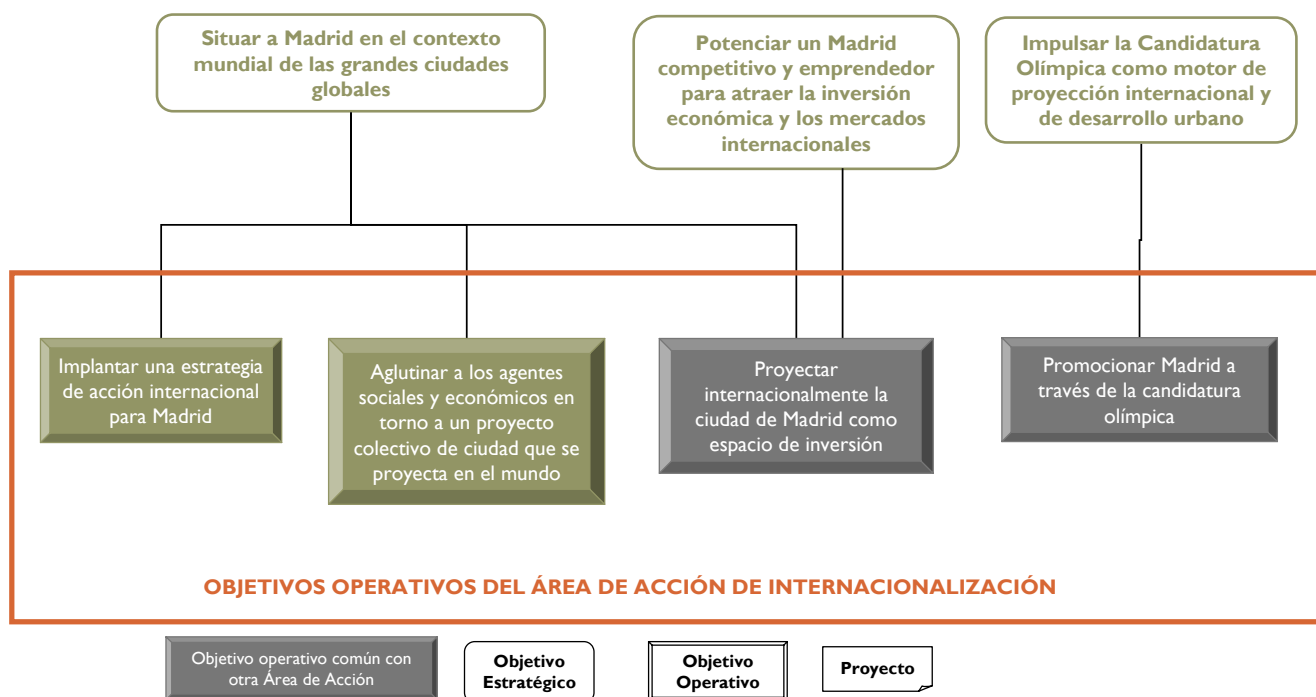 Situar a Madrid en el contexto
mundial de las grandes ciudades
globales
Potenciar un Madrid
competitivo y emprendedor
para atraer la inversión
económica y los mercados
internacionales
Impulsar la Candidatura
Olímpica como motor de
proyección internacional y
de desarrollo urbano
Implantar una estrategia
de acción internacional
para Madrid
Aglutinar a los agentes
sociales y económicos en
torno a un proyecto
colectivo de ciudad que se
proyecta en el mundo
Proyectar
internacionalmente la
ciudad de Madrid como
espacio de inversión
Promocionar Madrid a
través de la candidatura
olímpica
OBJETIVOS OPERATIVOS DEL ÁREA DE ACCIÓN DE INTERNACIONALIZACIÓN
Objetivo operativo común con
otra Área de Acción
Objetivo
Estratégico
Objetivo
Operativo
Proyecto